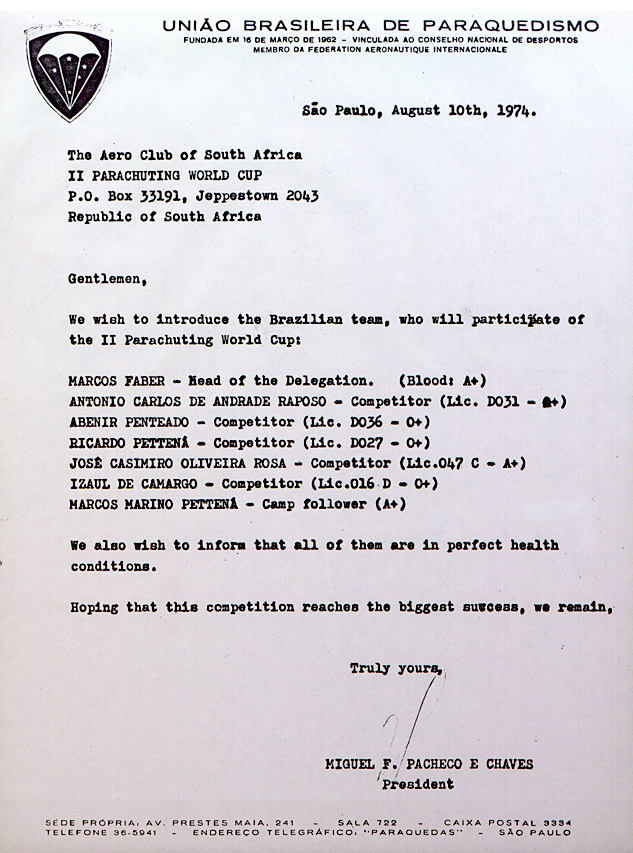 UNIÃO BRASILEIRA DE PARAQUEDISMO
FUNDADA EM 16 DE MARÇO DE 1962 – VINCULADA AO CONSELHO NACIONAL DE DESPORTOS
MEMBRO DA FEDERATION AERONAUTIQUE INTERNACIONALE
São Paulo, August 10th, 1974.
The Aero Club of South Africa
II PARACHUTING WORLD CUP
P.O. Box 33191, Jeppestown 2043
Republic of South Africa
Gentlemen,
We wish to introduce the Brazilian team, who will participate of
the II Parachuting World Cup:
MARCOS FABER - Head of the Delegation. (Blood: A+)
ANTONIO CARLOS DE ANDRADE RAPOSO - Competitor (Lic. D031 - A+)
ABENIR PENTEADO - Competitor (Lic. D036 - O+)
RICARDO PETTENÁ - Competitor (Lic. D027 - O+)
JOSÉ CASIMIRO OLIVEIRA ROSA - Competitor (Lic.047 C - A+)
IZAUL DE CAMARGO - Competitor (Lic.016 D - O+)
MARCOS MARINO PETTENÁ - Camp follower (A+)
We also wish to inform that all of them are in perfect health
conditions.
Hoping that this competition reaches the biggest success, we remain,
Truly yours,
MIGUEL F. PACHECO E CHAVES
President
SÉDE PRÓPRIA: AV. PRESTES MAIA, 241 – SALA 722 – CAIXA POSTAL 3334
TELEFONE 36-5941 – ENDEREÇO TELEGRÁFICO: "PARAQUEDAS" – SÃO PAULO